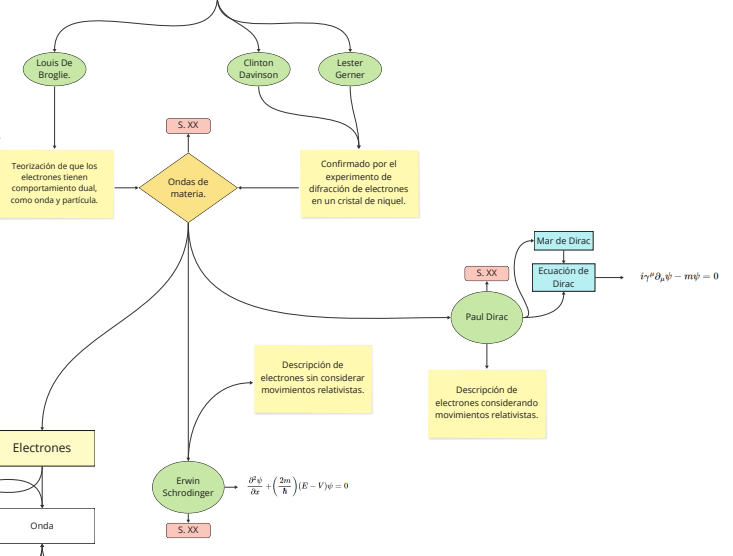 Louis De
Broglie.
Clinton
Davinson
Lester
Gerner
S. XX
Teorización de que los
electrones tienen
comportamiento dual,
como onda y partícula.
Ondas de
materia.
Confirmado por el
experimento de
difracción de electrones
en un cristal de niquel.
Mar de Dirac
S. XX
Ecuación de
Dirac
iγ^μ∂_μψ − mψ = 0
Paul Dirac
Descripción de
electrones sin considerar
movimientos relativistas.
Descripción de
electrones considerando
movimientos relativistas.
Electrones
Erwin
Schrodinger
∂²ψ/∂x + (2m/ħ)(E − V)ψ = 0
Onda
S. XX